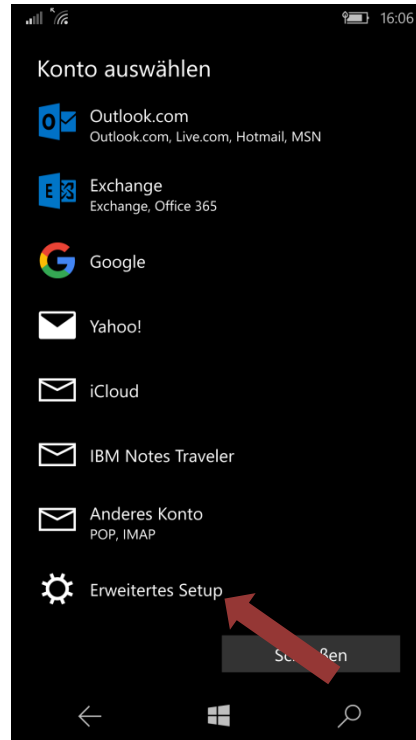 16:06
Konto auswählen
Outlook.com
Outlook.com, Live.com, Hotmail, MSN
Exchange
Exchange, Office 365
Google
Yahoo!
iCloud
IBM Notes Traveler
Anderes Konto
POP, IMAP
Erweitertes Setup